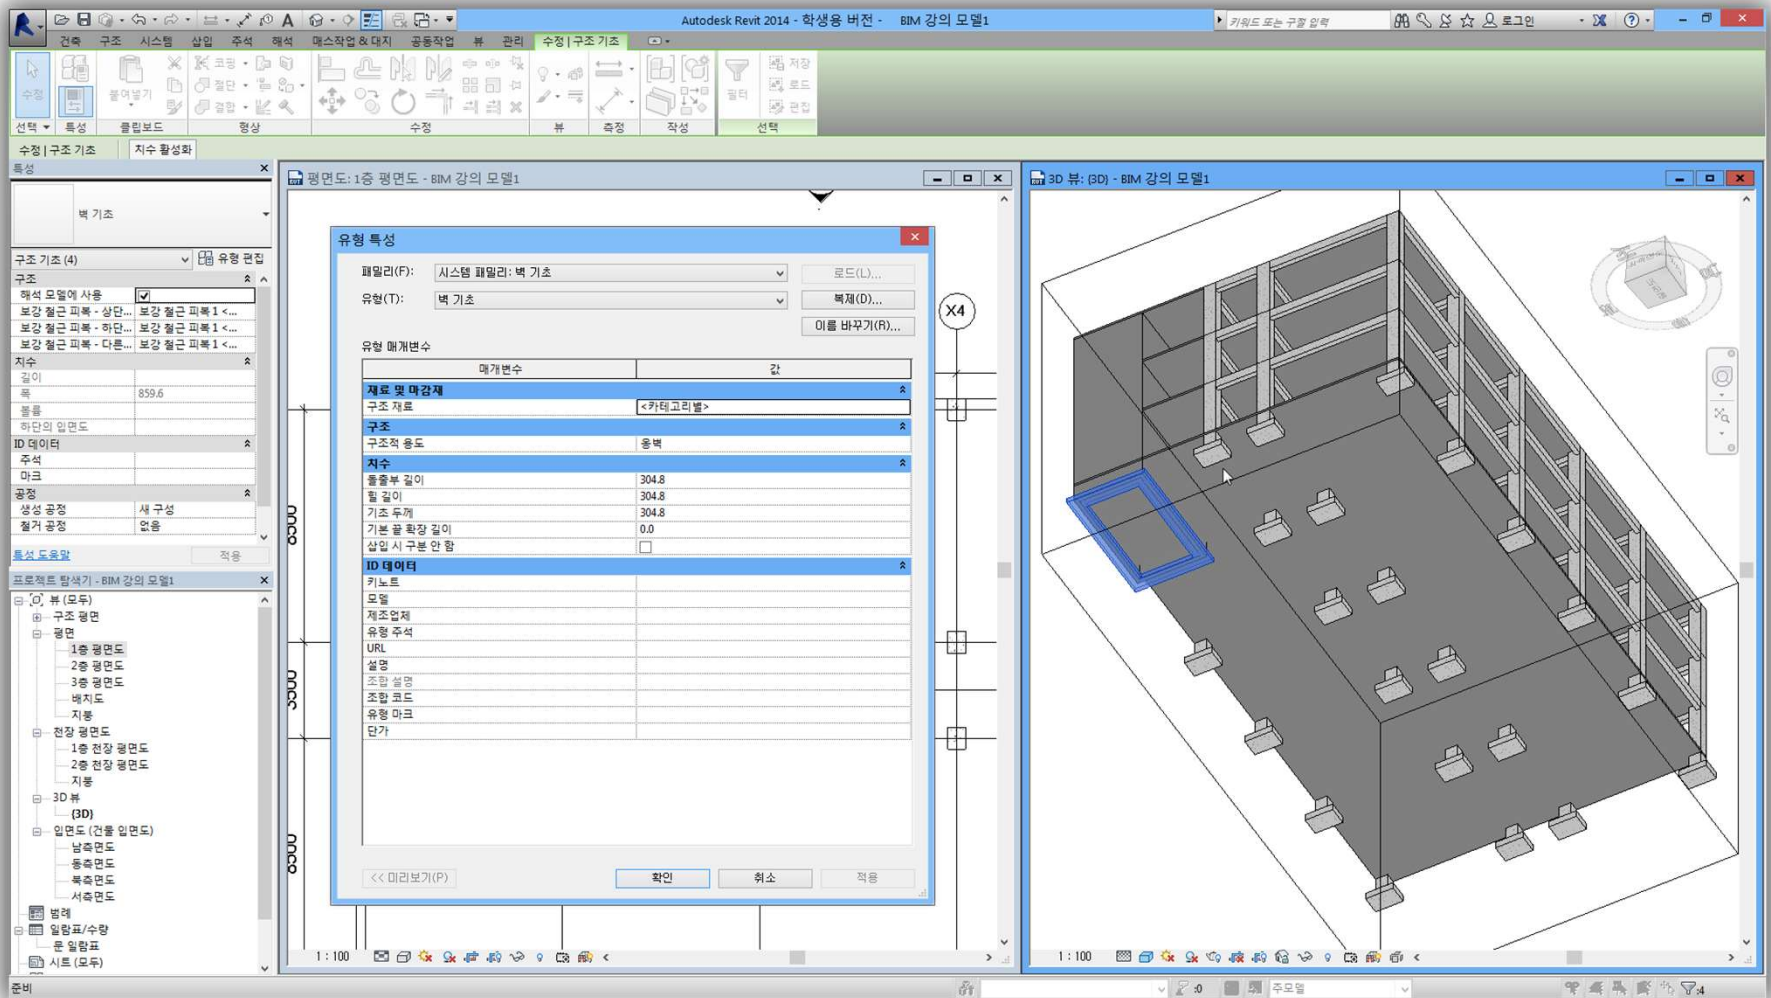 Autodesk Revit 2014 - 학생용 버전 - BIM 강의 모델1
키워드 또는 구절 입력
로그인
건축 구조 시스템 삽입 주석 해석 매스작업 & 대지 공동작업 뷰 관리 수정 | 구조 기초
수정
붙여넣기
코핑
절단
결합
필터
저장
로드
편집
선택 특성 클립보드 형상 수정 뷰 측정 작성 선택
수정 | 구조 기초 치수 활성화
특성
벽 기초
구조 기초 (4) 유형 편집
구조
해석 모델에 사용
보강 철근 피복 - 상단... 보강 철근 피복 1 <...
보강 철근 피복 - 하단... 보강 철근 피복 1 <...
보강 철근 피복 - 다른... 보강 철근 피복 1 <...
치수
길이
폭 859.6
볼륨
하단의 입면도
ID 데이터
주석
마크
공정
생성 공정 새 구성
철거 공정 없음
특성 도움말 적용
프로젝트 탐색기 - BIM 강의 모델1
뷰 (모두)
구조 평면
평면
1층 평면도
2층 평면도
3층 평면도
배치도
지붕
천장 평면도
1층 천장 평면도
2층 천장 평면도
지붕
3D 뷰
{3D}
입면도 (건물 입면도)
남측면도
동측면도
북측면도
서측면도
범례
일람표/수량
문 일람표
시트 (모두)
준비
평면도: 1층 평면도 - BIM 강의 모델1
X4
유형 특성
패밀리(F): 시스템 패밀리: 벽 기초 로드(L)...
유형(T): 벽 기초 복제(D)...
이름 바꾸기(R)...
유형 매개변수
매개변수 값
재료 및 마감재
구조 재료 <카테고리별>
구조
구조적 용도 옹벽
치수
돌출부 길이 304.8
힐 길이 304.8
기초 두께 304.8
기본 끝 확장 길이 0.0
삽입 시 구분 안 함
ID 데이터
키노트
모델
제조업체
유형 주석
URL
설명
조합 설명
조합 코드
유형 마크
단가
<< 미리보기(P) 확인 취소 적용
1 : 100
3D 뷰: {3D} - BIM 강의 모델1
1 : 100
:0
주모델
:4